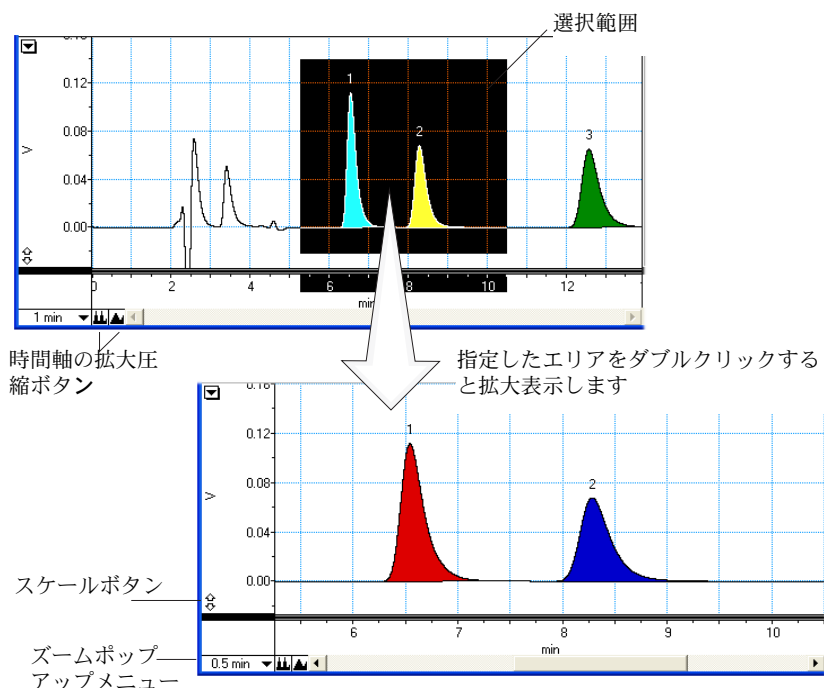 選択範囲
0.16
0.12
0.08
0.04
0.00
V
1
2
3
0 2 4 6 8 10 12
min
1 min
時間軸の拡大圧
縮ボタン
指定したエリアをダブルクリックする
と拡大表示します
0.16
0.12
0.08
0.04
0.00
V
1
2
6 7 8 9 10
min
0.5 min
スケールボタン
ズームポップ
アップメニュー